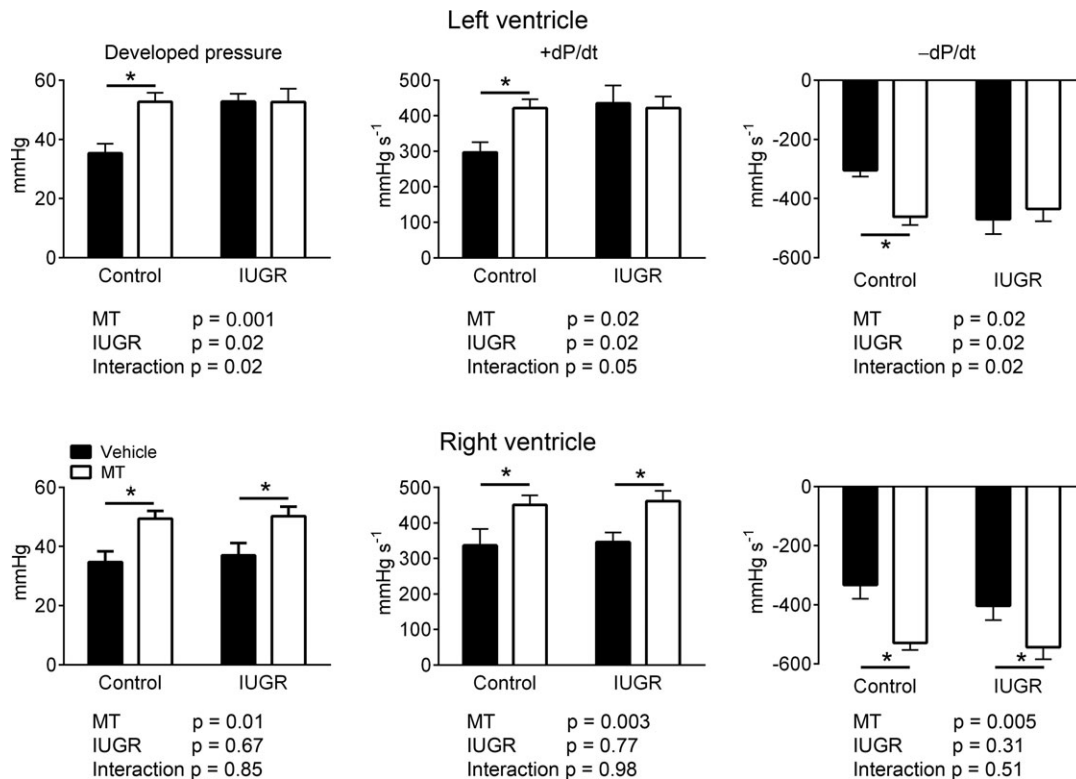 Left ventricle
Developed pressure
+dP/dt
–dP/dt
60
40
20
0
mmHg
*
Control
IUGR
500
400
300
200
100
0
mmHg s⁻¹
*
Control
IUGR
0
-200
-400
-600
mmHg s⁻¹
*
Control
IUGR
MT p = 0.001
IUGR p = 0.02
Interaction p = 0.02
MT p = 0.02
IUGR p = 0.02
Interaction p = 0.05
MT p = 0.02
IUGR p = 0.02
Interaction p = 0.02
Right ventricle
Vehicle
MT
60
40
20
0
mmHg
*
*
Control
IUGR
500
400
300
200
100
0
mmHg s⁻¹
*
*
Control
IUGR
0
-200
-400
-600
mmHg s⁻¹
*
*
Control
IUGR
MT p = 0.01
IUGR p = 0.67
Interaction p = 0.85
MT p = 0.003
IUGR p = 0.77
Interaction p = 0.98
MT p = 0.005
IUGR p = 0.31
Interaction p = 0.51